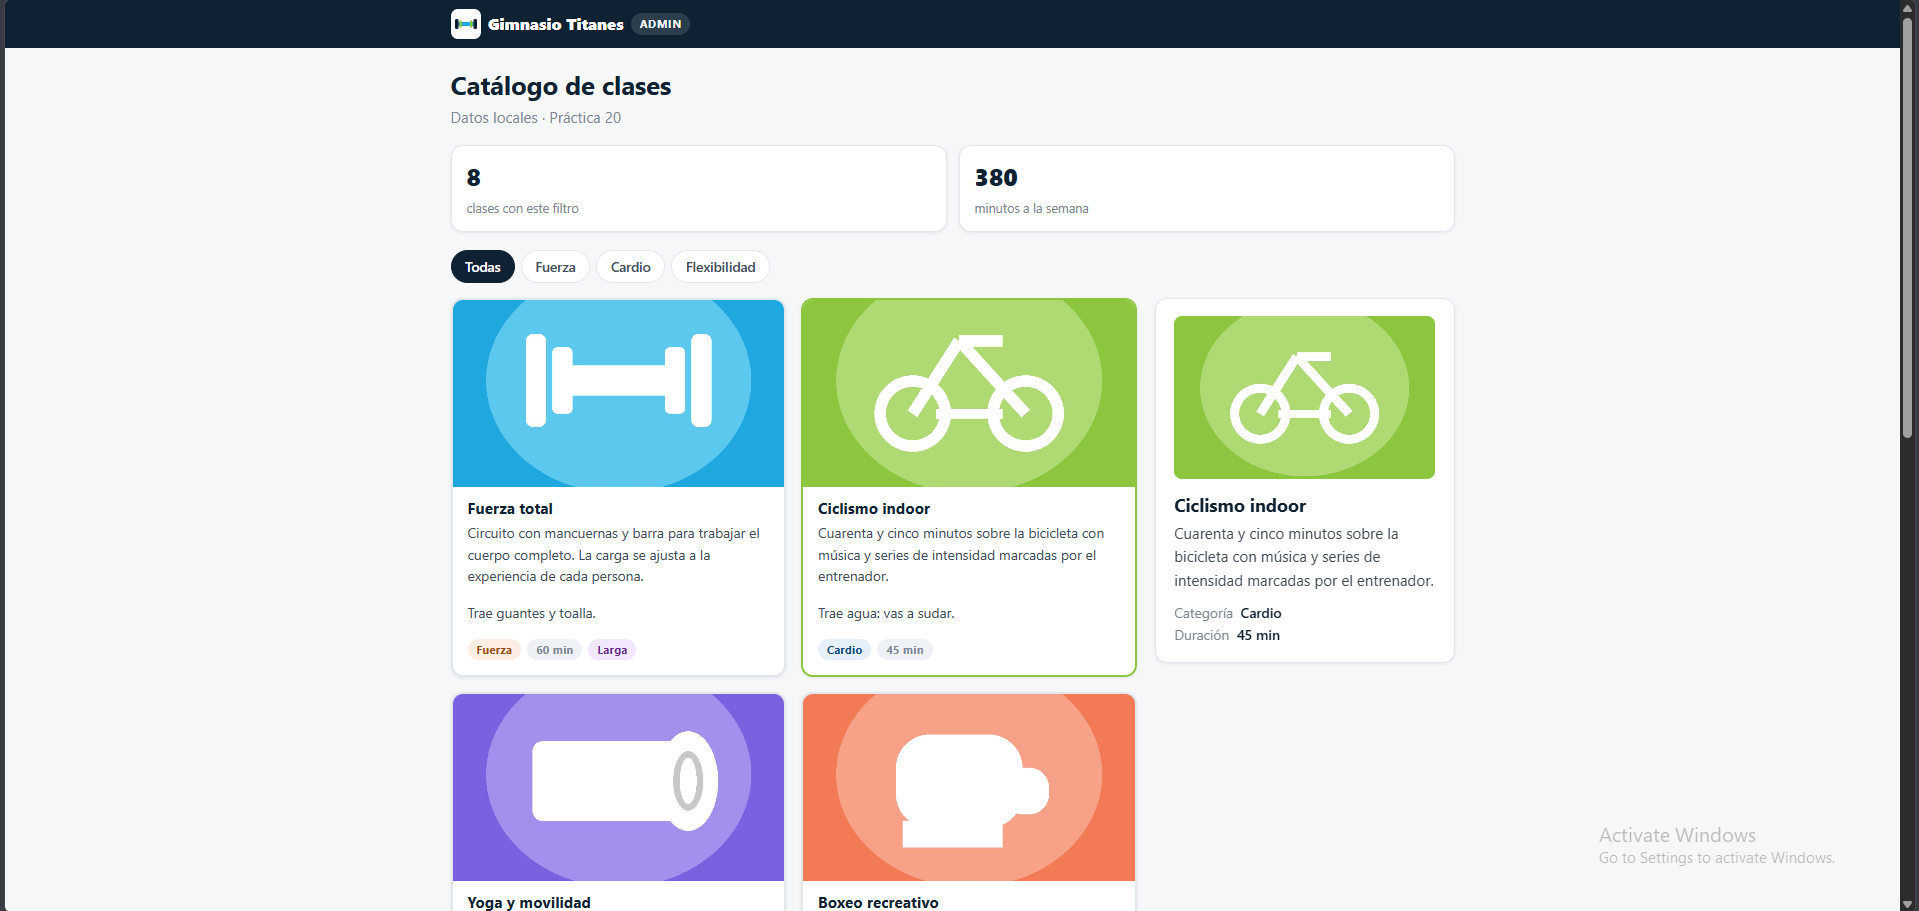 Gimnasio Titanes ADMIN
Catálogo de clases
Datos locales · Práctica 20
8
clases con este filtro
380
minutos a la semana
Todas Fuerza Cardio Flexibilidad
Fuerza total
Circuito con mancuernas y barra para trabajar el
cuerpo completo. La carga se ajusta a la
experiencia de cada persona.
Trae guantes y toalla.
Fuerza 60 min Larga
Ciclismo indoor
Cuarenta y cinco minutos sobre la bicicleta con
música y series de intensidad marcadas por el
entrenador.
Trae agua: vas a sudar.
Cardio 45 min
Ciclismo indoor
Cuarenta y cinco minutos sobre la
bicicleta con música y series de
intensidad marcadas por el entrenador.
Categoría Cardio
Duración 45 min
Yoga y movilidad
Boxeo recreativo
Activate Windows
Go to Settings to activate Windows.